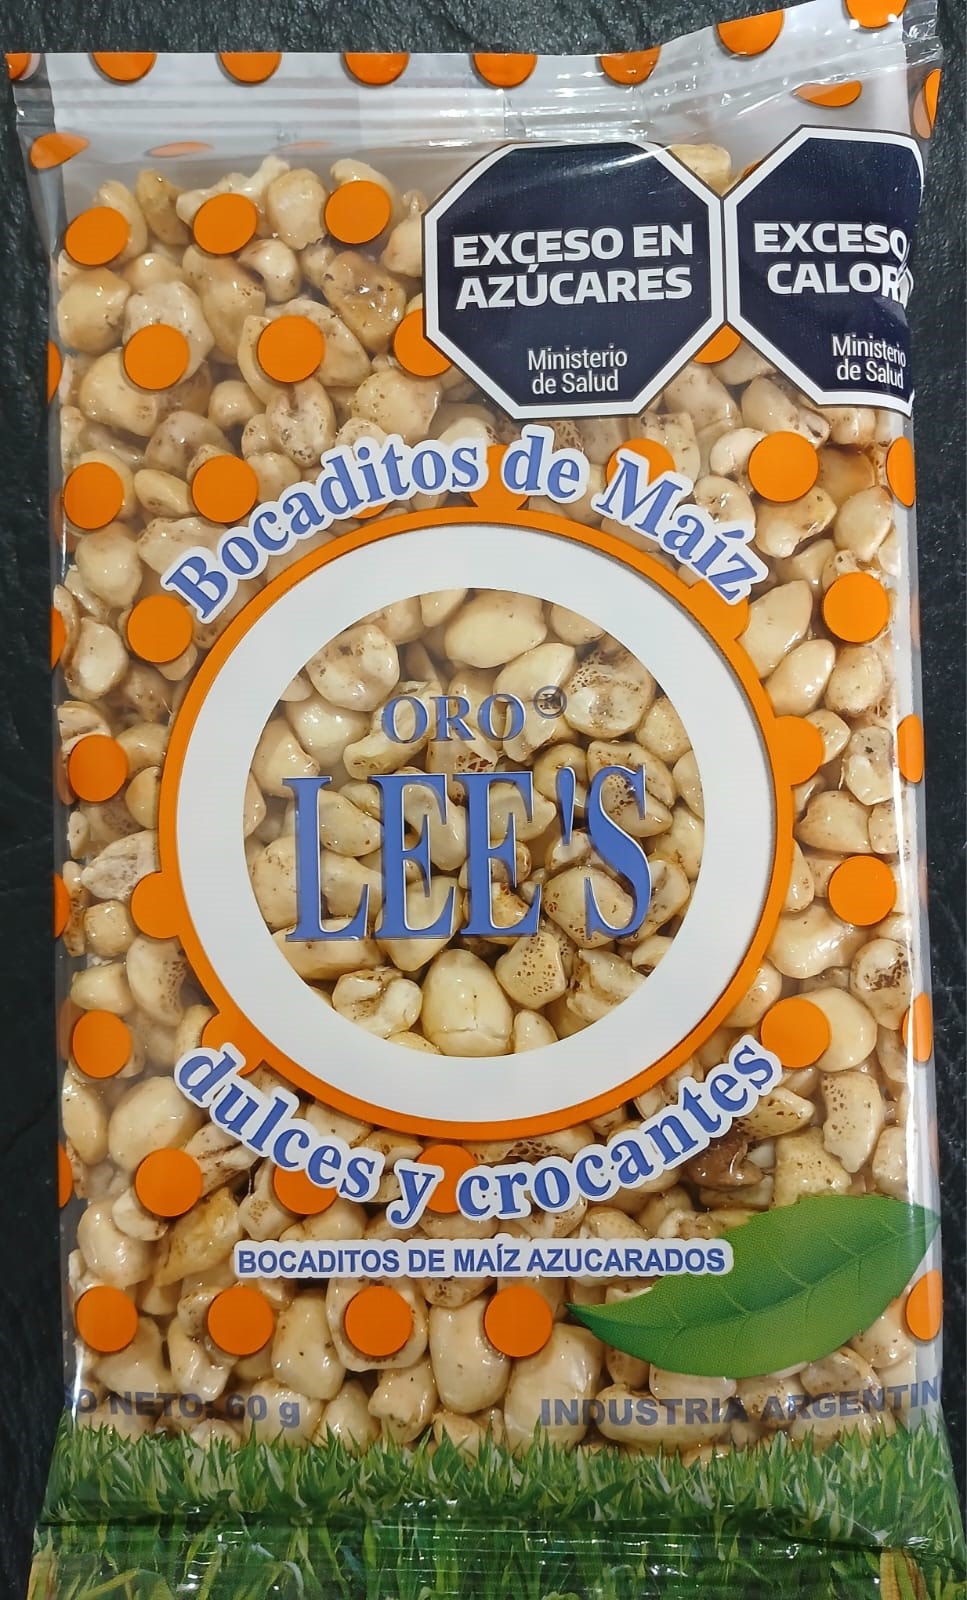 EXCESO EN
AZÚCARES
Ministerio
de Salud
EXCESO
CALOR
Ministerio
de Salud
Bocaditos de Maíz
ORO®
LEE'S
dulces y crocantes
BOCADITOS DE MAÍZ AZUCARADOS
O NETO: 60 g
INDUSTRIA ARGENTIN